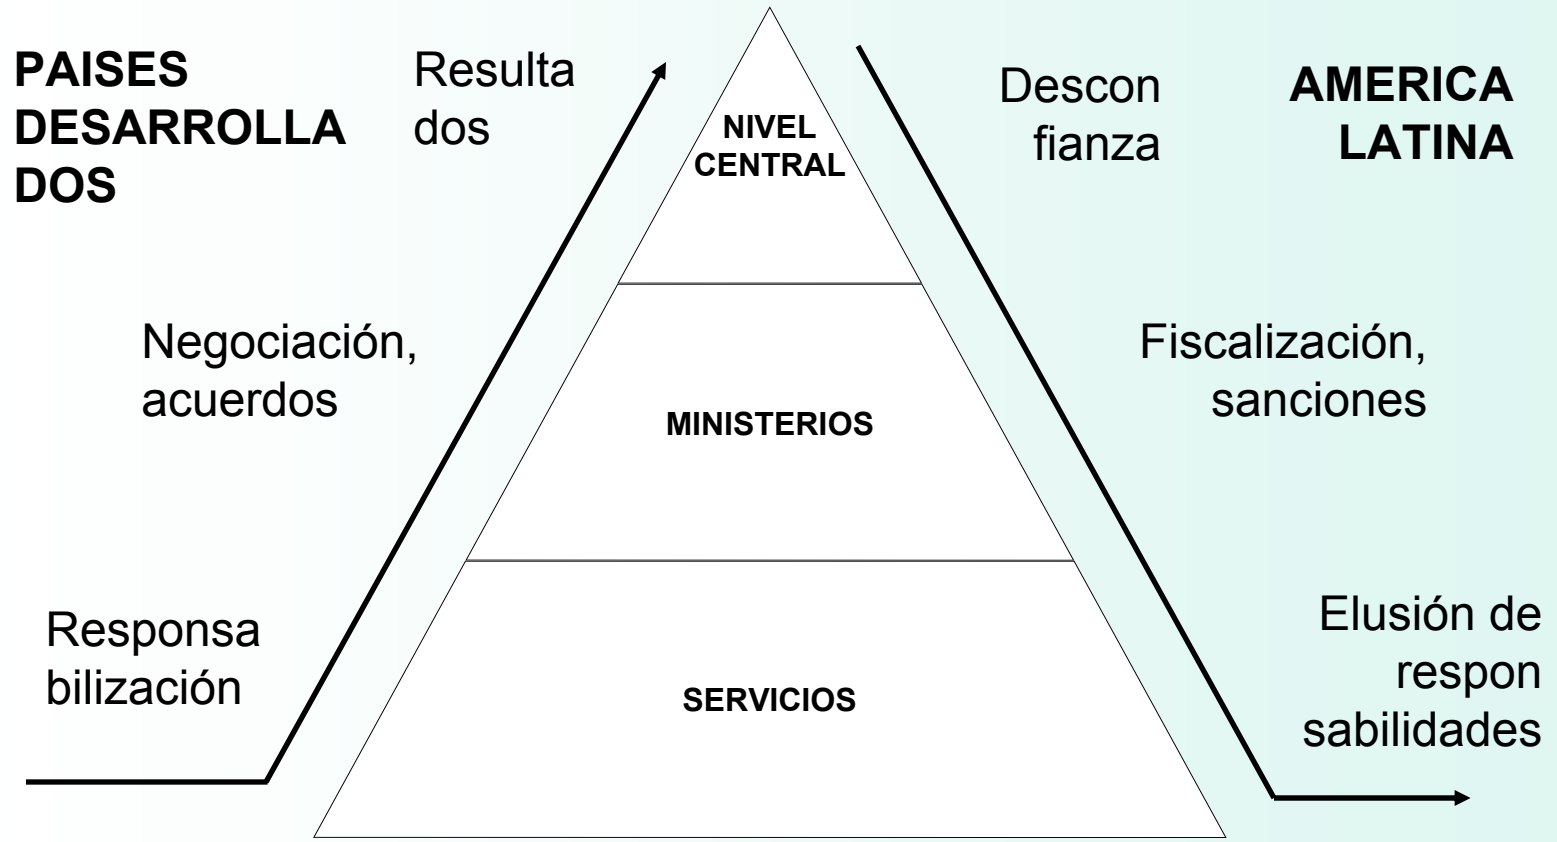 PAISES
DESARROLLA
DOS
Resulta
dos
NIVEL
CENTRAL
Descon
fianza
AMERICA
LATINA
Negociación,
acuerdos
MINISTERIOS
Fiscalización,
sanciones
Responsa
bilización
SERVICIOS
Elusión de
respon
sabilidades